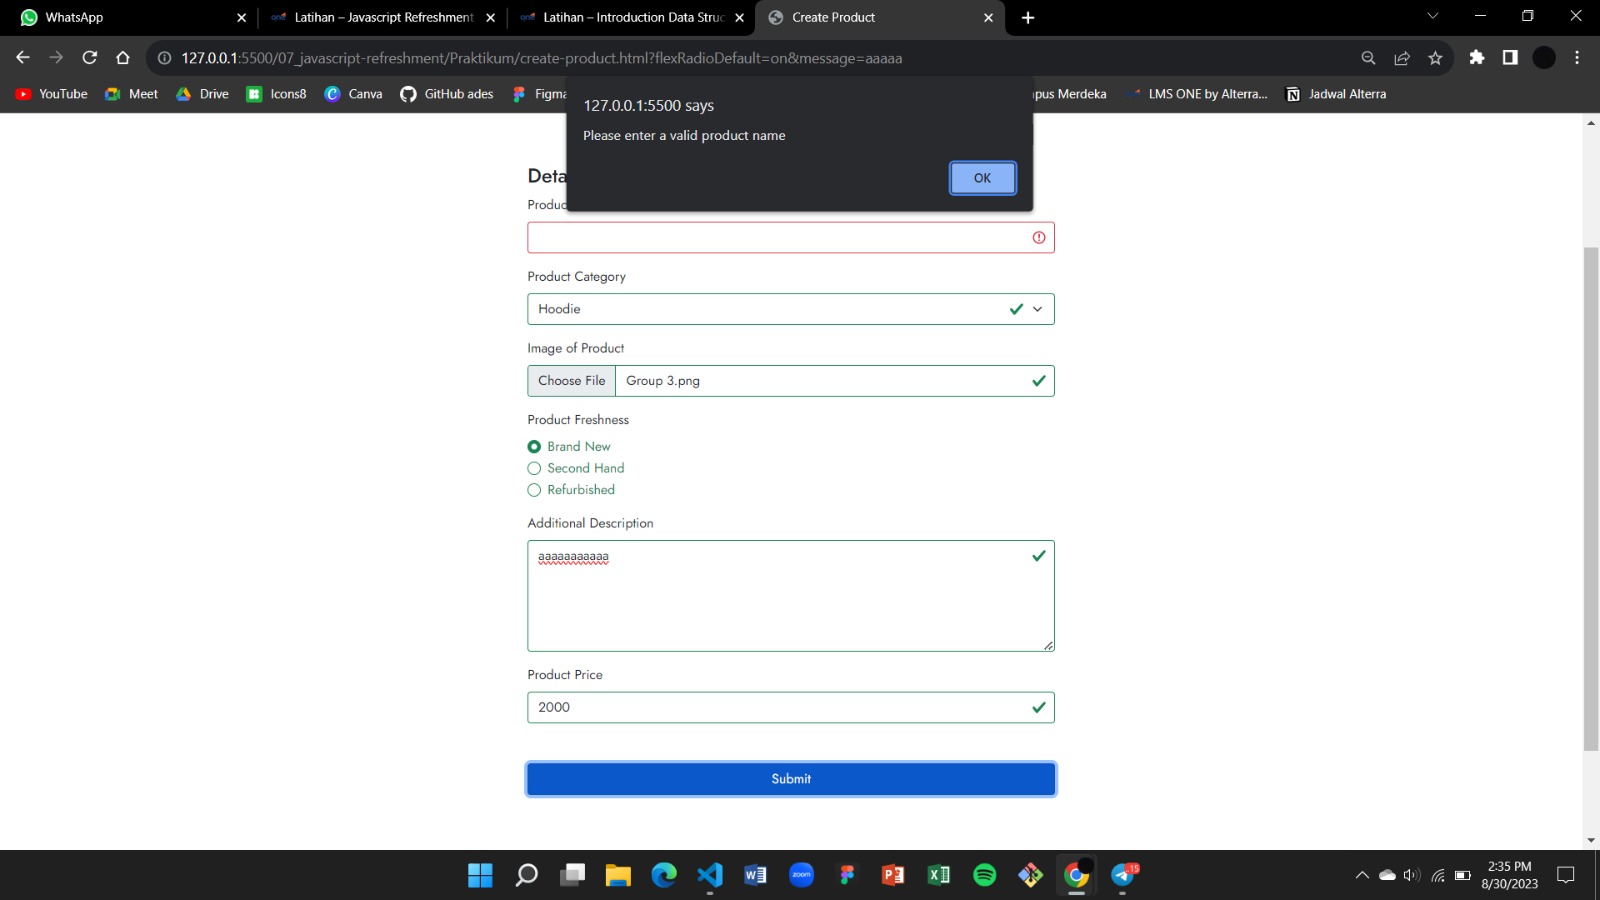 WhatsApp
Latihan – Javascript Refreshment
Latihan – Introduction Data Struc
Create Product
127.0.0.1:5500/07_javascript-refreshment/Praktikum/create-product.html?flexRadioDefault=on&message=aaaaa
YouTube
Meet
Drive
Icons8
Canva
GitHub ades
Figma
pus Merdeka
LMS ONE by Alterra...
Jadwal Alterra
127.0.0.1:5500 says
Please enter a valid product name
OK
Deta
Produc
Product Category
Hoodie
Image of Product
Choose File Group 3.png
Product Freshness
Brand New
Second Hand
Refurbished
Additional Description
aaaaaaaaaaa
Product Price
2000
Submit
zoom
15
2:35 PM
8/30/2023